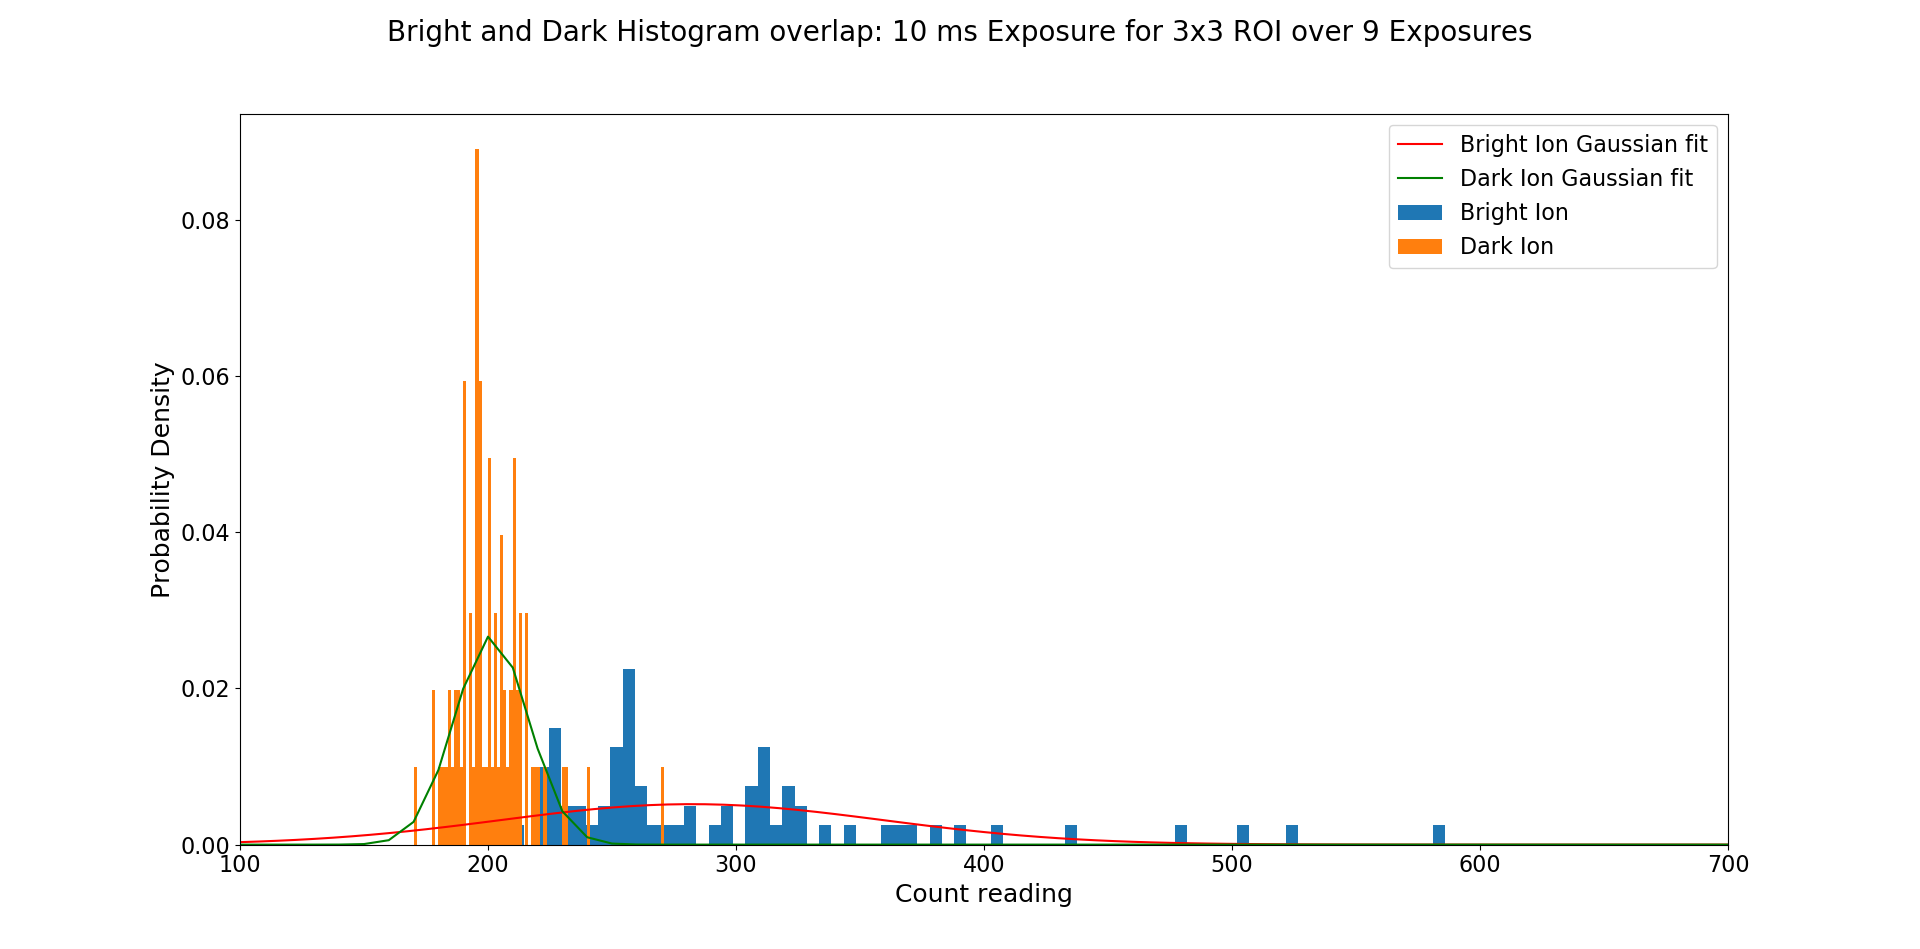 Bright and Dark Histogram overlap: 10 ms Exposure for 3x3 ROI over 9 Exposures
Bright Ion Gaussian fit
Dark Ion Gaussian fit
Bright Ion
Dark Ion
Probability Density
0.08
0.06
0.04
0.02
0.00
100 200 300 400 500 600 700
Count reading